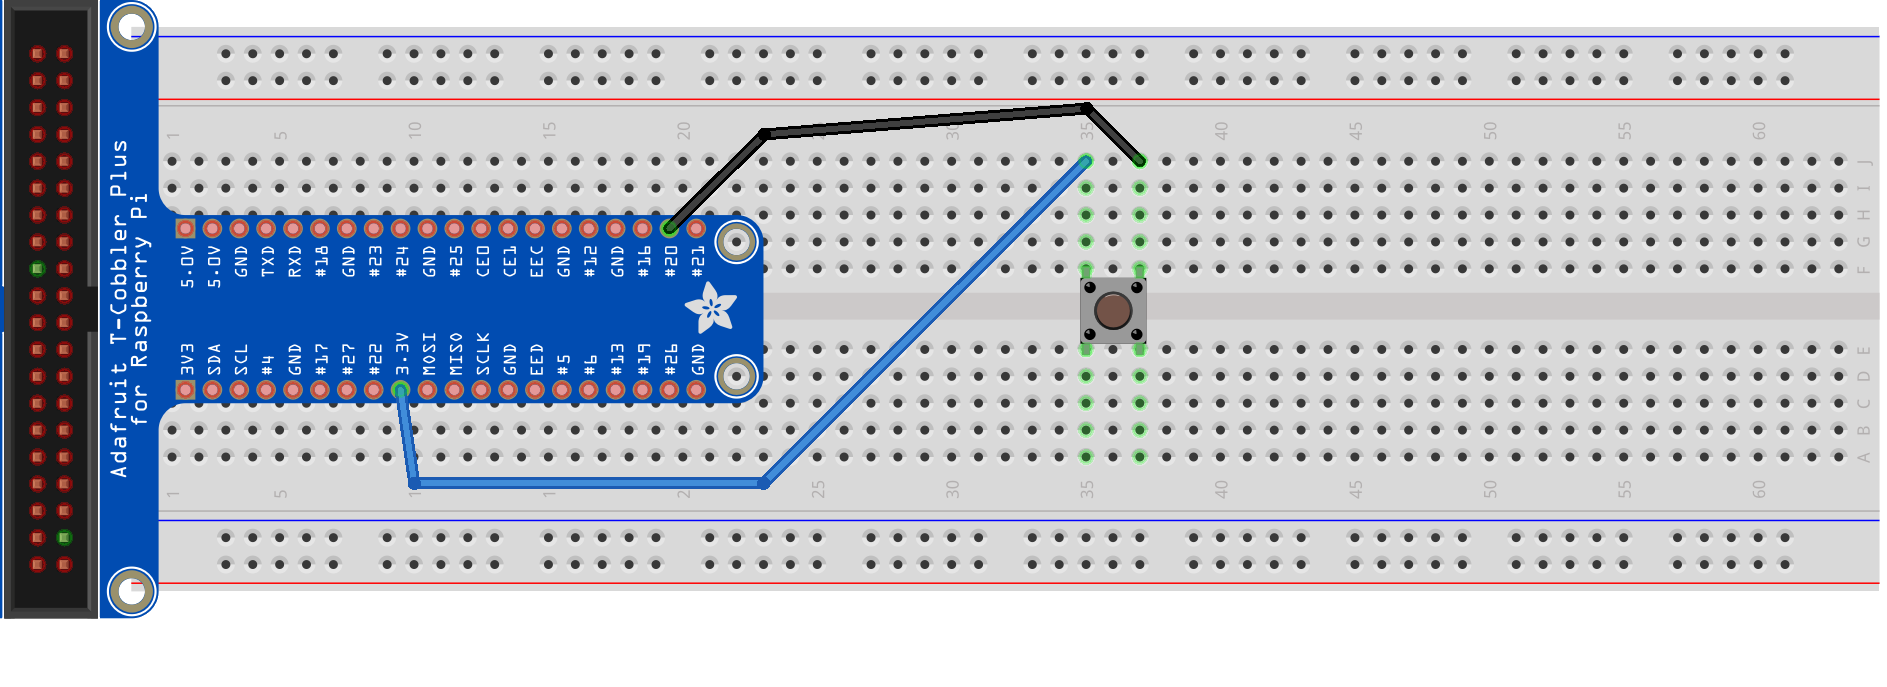 Adafruit T-Cobbler Plus
for Raspberry Pi
1 5 10 15 20 30 35 40 45 50 55 60
J
I
H
G
F
5.0V 5.0V GND TXD RXD #18 GND #23 #24 GND #25 CE0 CE1 EEC GND #12 GND #16 #20 #21
3V3 SDA SCL #4 GND #17 #27 #22 3.3V MOSI MISO SCLK GND EED #5 #6 #13 #19 #26 GND
E
D
C
B
A
1 5 10 15 20 25 30 35 40 45 50 55 60